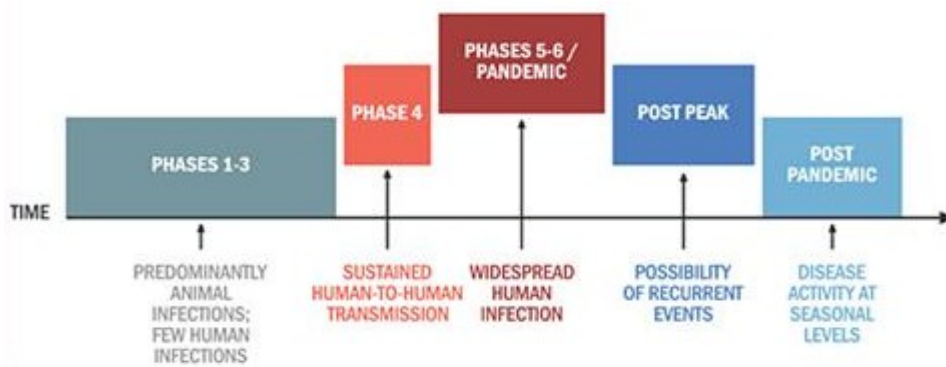 PHASES 5-6 /
PANDEMIC
PHASE 4
POST PEAK
PHASES 1-3
POST
PANDEMIC
TIME
PREDOMINANTLY
ANIMAL
INFECTIONS;
FEW HUMAN
INFECTIONS
SUSTAINED
HUMAN-TO-HUMAN
TRANSMISSION
WIDESPREAD
HUMAN
INFECTION
POSSIBILITY
OF RECURRENT
EVENTS
DISEASE
ACTIVITY AT
SEASONAL
LEVELS